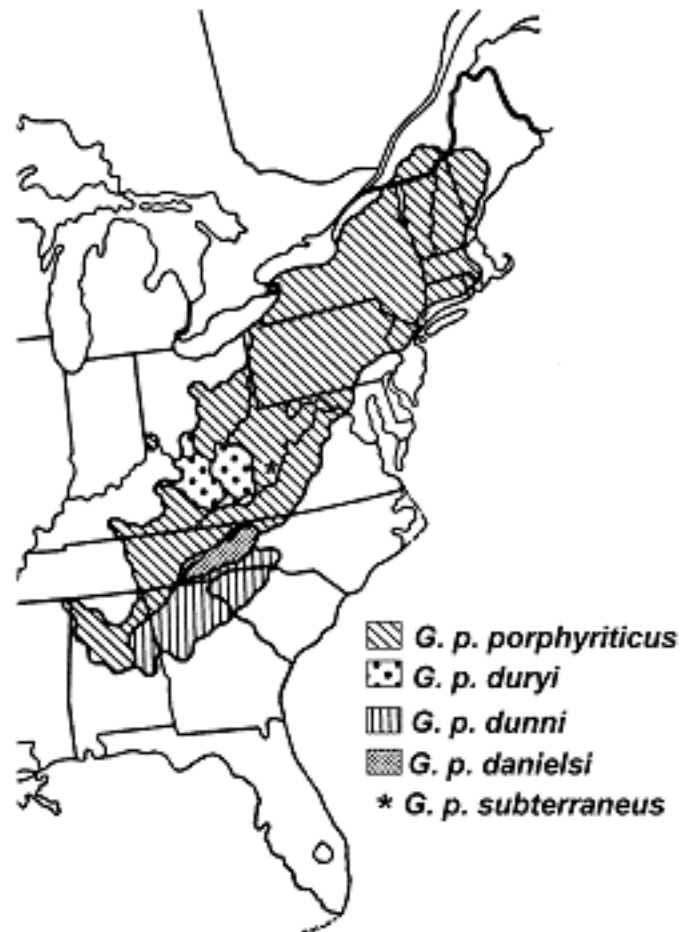 G. p. porphyriticus
G. p. duryi
G. p. dunni
G. p. danielsi
* G. p. subterraneus